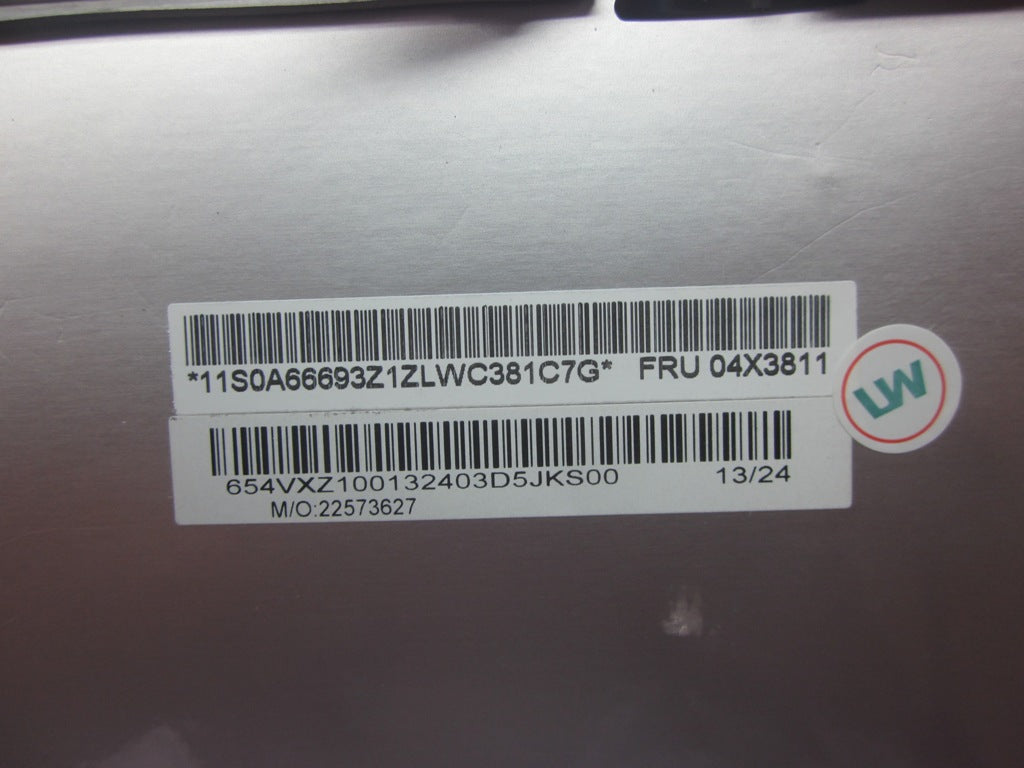 *11S0A66693Z1ZLWC381C7G* FRU 04X3811
LW
654VXZ100132403D5JKS00 13/24
M/O:22573627